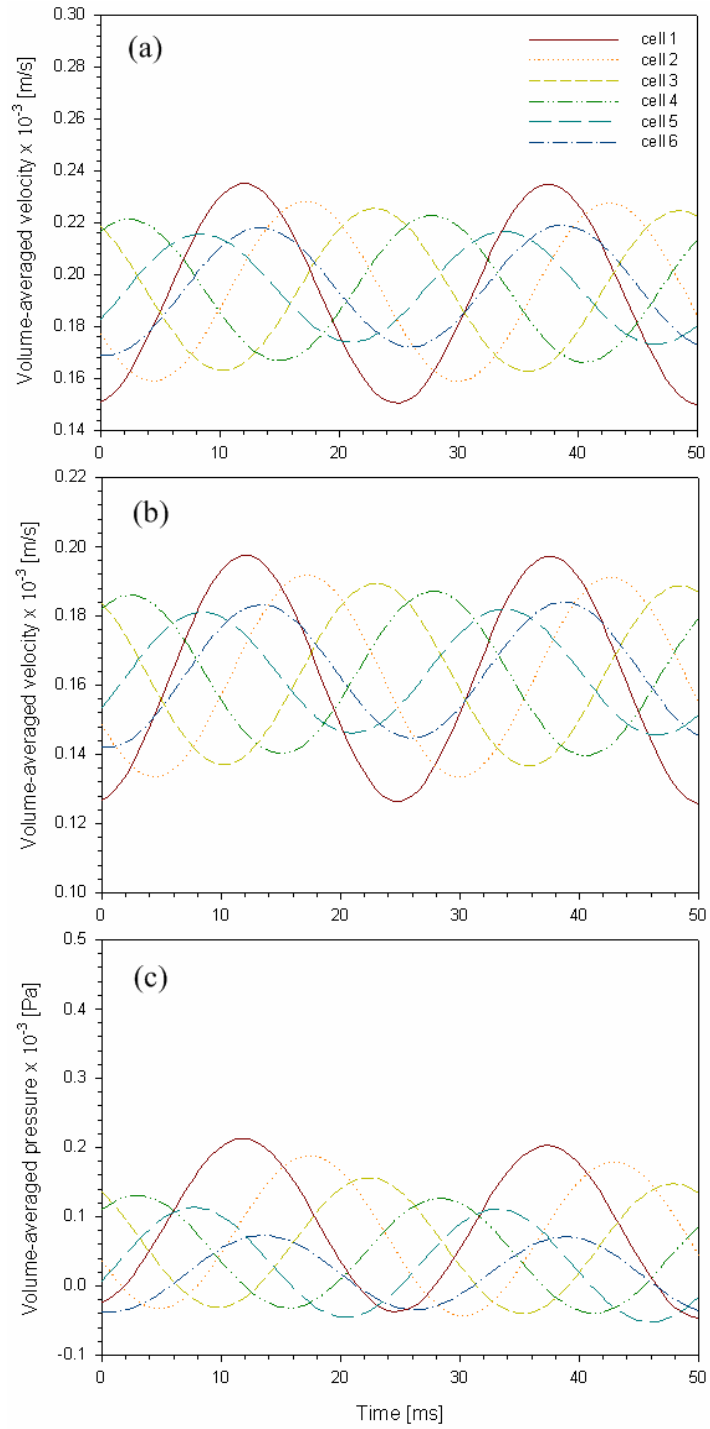 (a)
cell 1
cell 2
cell 3
cell 4
cell 5
cell 6
Volume-averaged velocity x 10⁻³ [m/s]
0.30
0.28
0.26
0.24
0.22
0.20
0.18
0.16
0.14
0 10 20 30 40 50
(b)
Volume-averaged velocity x 10⁻³ [m/s]
0.22
0.20
0.18
0.16
0.14
0.12
0.10
0 10 20 30 40 50
(c)
Volume-averaged pressure x 10⁻³ [Pa]
0.5
0.4
0.3
0.2
0.1
0.0
-0.1
0 10 20 30 40 50
Time [ms]